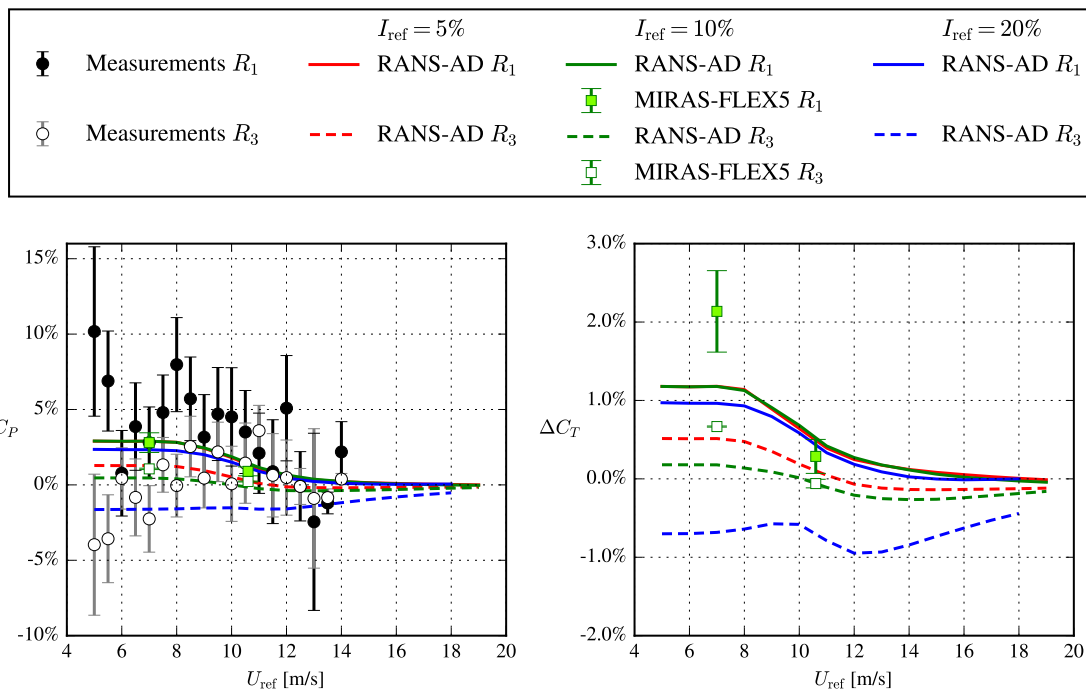 I_ref = 5% I_ref = 10% I_ref = 20%
Measurements R_1 RANS-AD R_1 RANS-AD R_1 RANS-AD R_1
MIRAS-FLEX5 R_1
Measurements R_3 RANS-AD R_3 RANS-AD R_3 RANS-AD R_3
MIRAS-FLEX5 R_3
15%
10%
5%
0%
-5%
-10%
C_P
4 6 8 10 12 14 16 18 20
U_ref [m/s]
3.0%
2.0%
1.0%
0.0%
-1.0%
-2.0%
ΔC_T
4 6 8 10 12 14 16 18 20
U_ref [m/s]